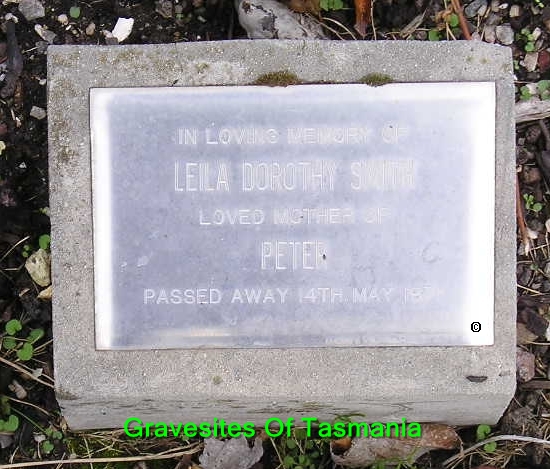 IN LOVING MEMORY OF
LEILA DOROTHY SMITH
LOVED MOTHER OF
PETER
PASSED AWAY 14TH MAY
©
Gravesites Of Tasmania